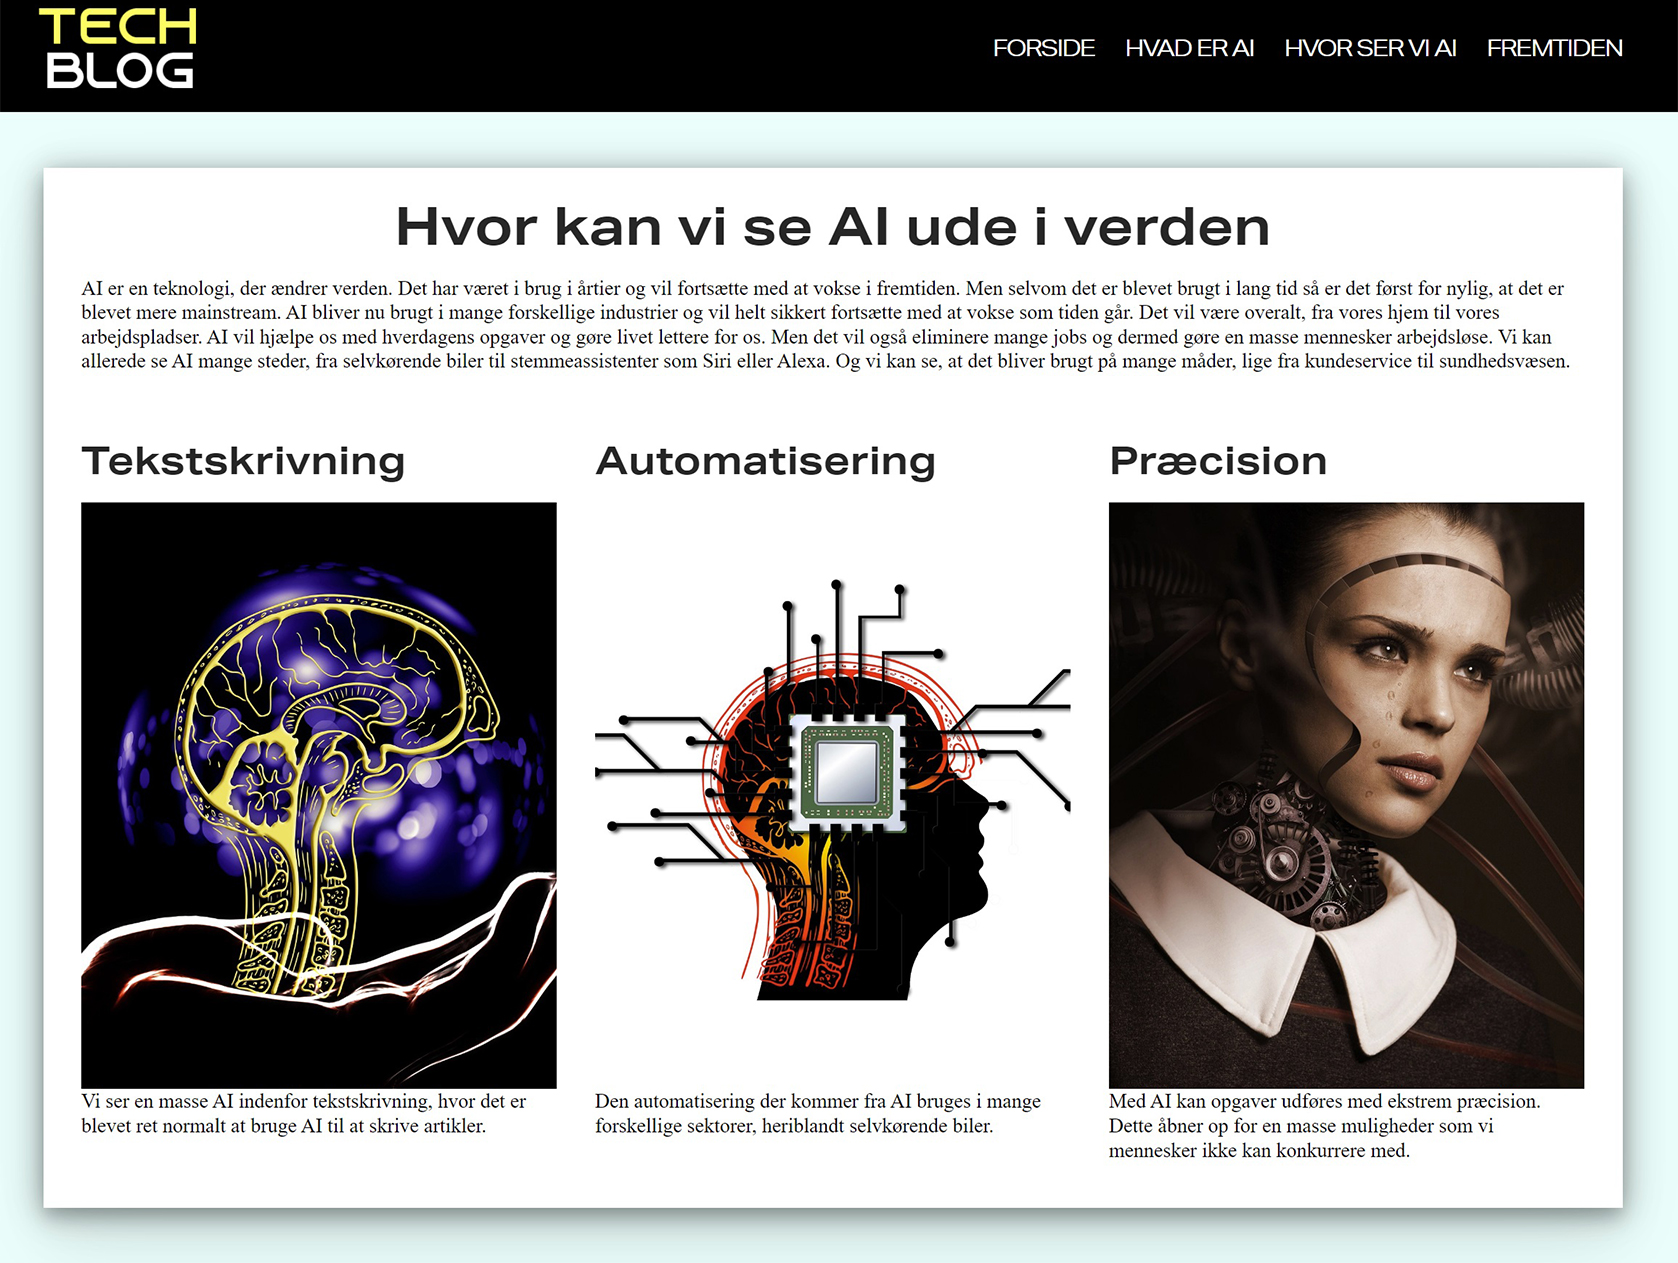 TECH
BLOG
FORSIDE HVAD ER AI HVOR SER VI AI FREMTIDEN
Hvor kan vi se AI ude i verden
AI er en teknologi, der ændrer verden. Det har været i brug i årtier og vil fortsætte med at vokse i fremtiden. Men selvom det er blevet brugt i lang tid så er det først for nylig, at det er
blevet mere mainstream. AI bliver nu brugt i mange forskellige industrier og vil helt sikkert fortsætte med at vokse som tiden går. Det vil være overalt, fra vores hjem til vores
arbejdspladser. AI vil hjælpe os med hverdagens opgaver og gøre livet lettere for os. Men det vil også eliminere mange jobs og dermed gøre en masse mennesker arbejdsløse. Vi kan
allerede se AI mange steder, fra selvkørende biler til stemmeassistenter som Siri eller Alexa. Og vi kan se, at det bliver brugt på mange måder, lige fra kundeservice til sundhedsvæsen.
Tekstskrivning
Vi ser en masse AI indenfor tekstskrivning, hvor det er
blevet ret normalt at bruge AI til at skrive artikler.
Automatisering
Den automatisering der kommer fra AI bruges i mange
forskellige sektorer, heriblandt selvkørende biler.
Præcision
Med AI kan opgaver udføres med ekstrem præcision.
Dette åbner op for en masse muligheder som vi
mennesker ikke kan konkurrere med.